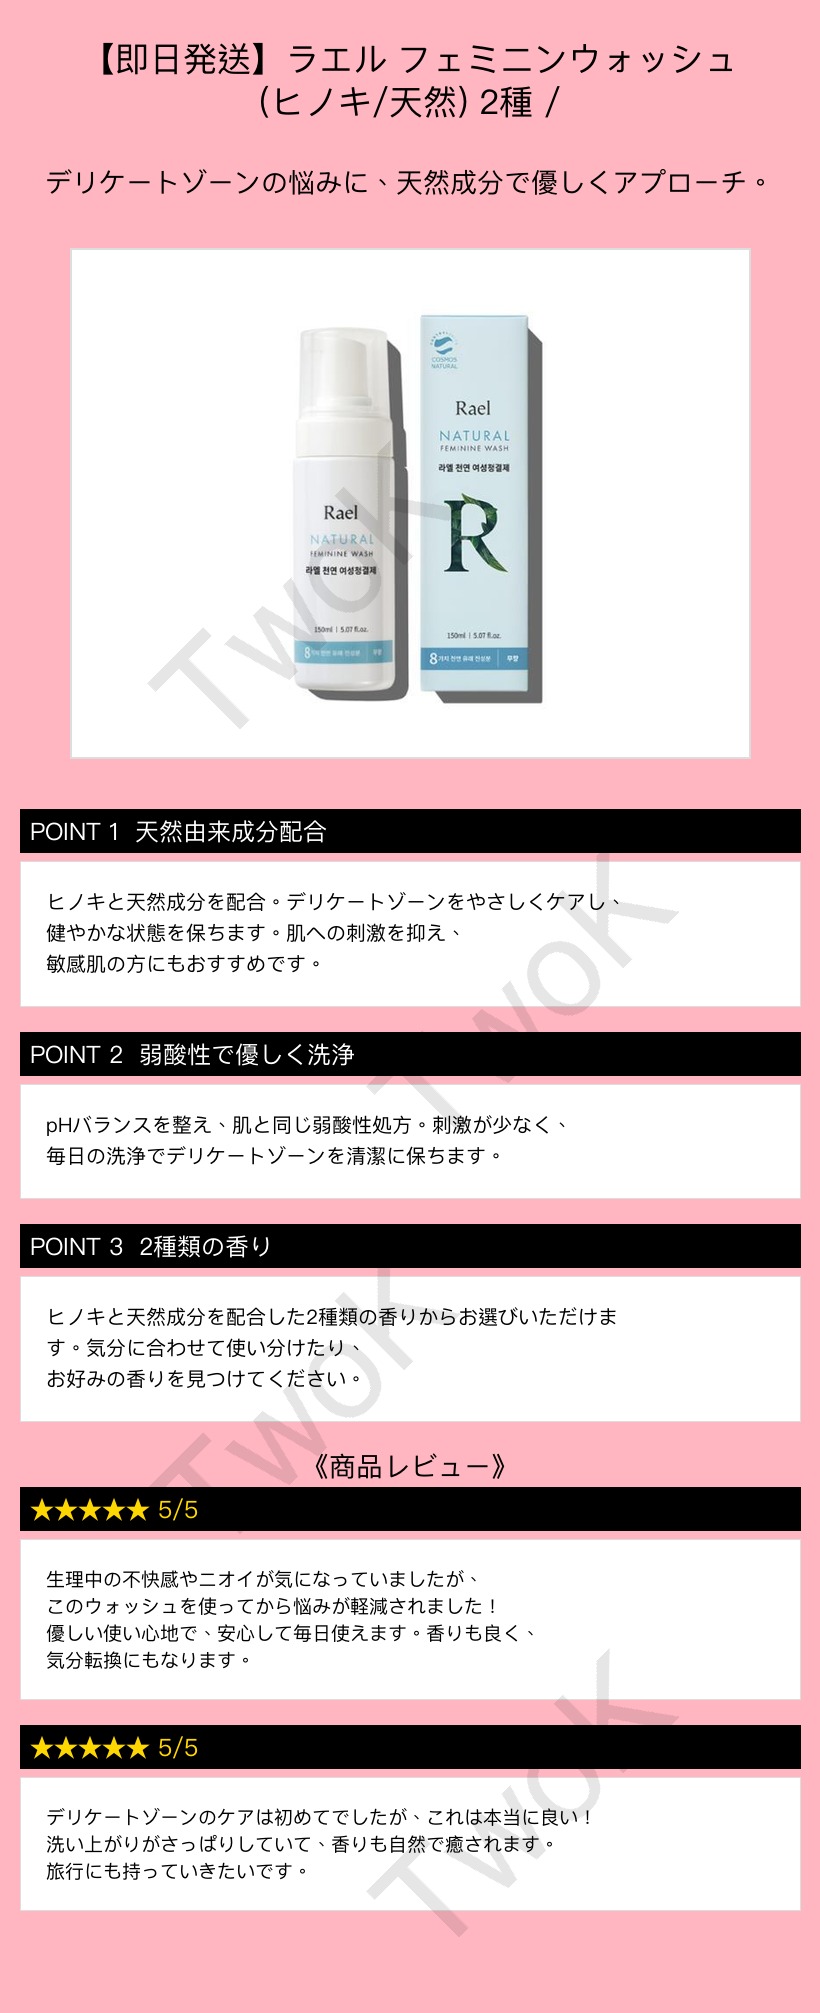 【即日発送】ラエル フェミニンウォッシュ
(ヒノキ/天然) 2種 /
デリケートゾーンの悩みに、天然成分で優しくアプローチ。
COSMOS
NATURAL
Rael
NATURAL
FEMININE WASH
라엘 천연 여성청결제
R
150ml | 5.07 fl.oz.
8가지 천연 유래 진성분 무향
Rael
NATURAL
FEMININE WASH
라엘 천연 여성청결제
150ml | 5.07 fl.oz.
8가지 천연 유래 진성분 무향
TwoK
POINT 1 天然由来成分配合
ヒノキと天然成分を配合。デリケートゾーンをやさしくケアし、
健やかな状態を保ちます。肌への刺激を抑え、
敏感肌の方にもおすすめです。
TwoK
POINT 2 弱酸性で優しく洗浄
pHバランスを整え、肌と同じ弱酸性処方。刺激が少なく、
毎日の洗浄でデリケートゾーンを清潔に保ちます。
POINT 3 2種類の香り
ヒノキと天然成分を配合した2種類の香りからお選びいただけま
す。気分に合わせて使い分けたり、
お好みの香りを見つけてください。
TwoK
《商品レビュー》
★★★★★ 5/5
生理中の不快感やニオイが気になっていましたが、
このウォッシュを使ってから悩みが軽減されました！
優しい使い心地で、安心して毎日使えます。香りも良く、
気分転換にもなります。
★★★★★ 5/5
デリケートゾーンのケアは初めてでしたが、これは本当に良い！
洗い上がりがさっぱりしていて、香りも自然で癒されます。
旅行にも持っていきたいです。
TwoK